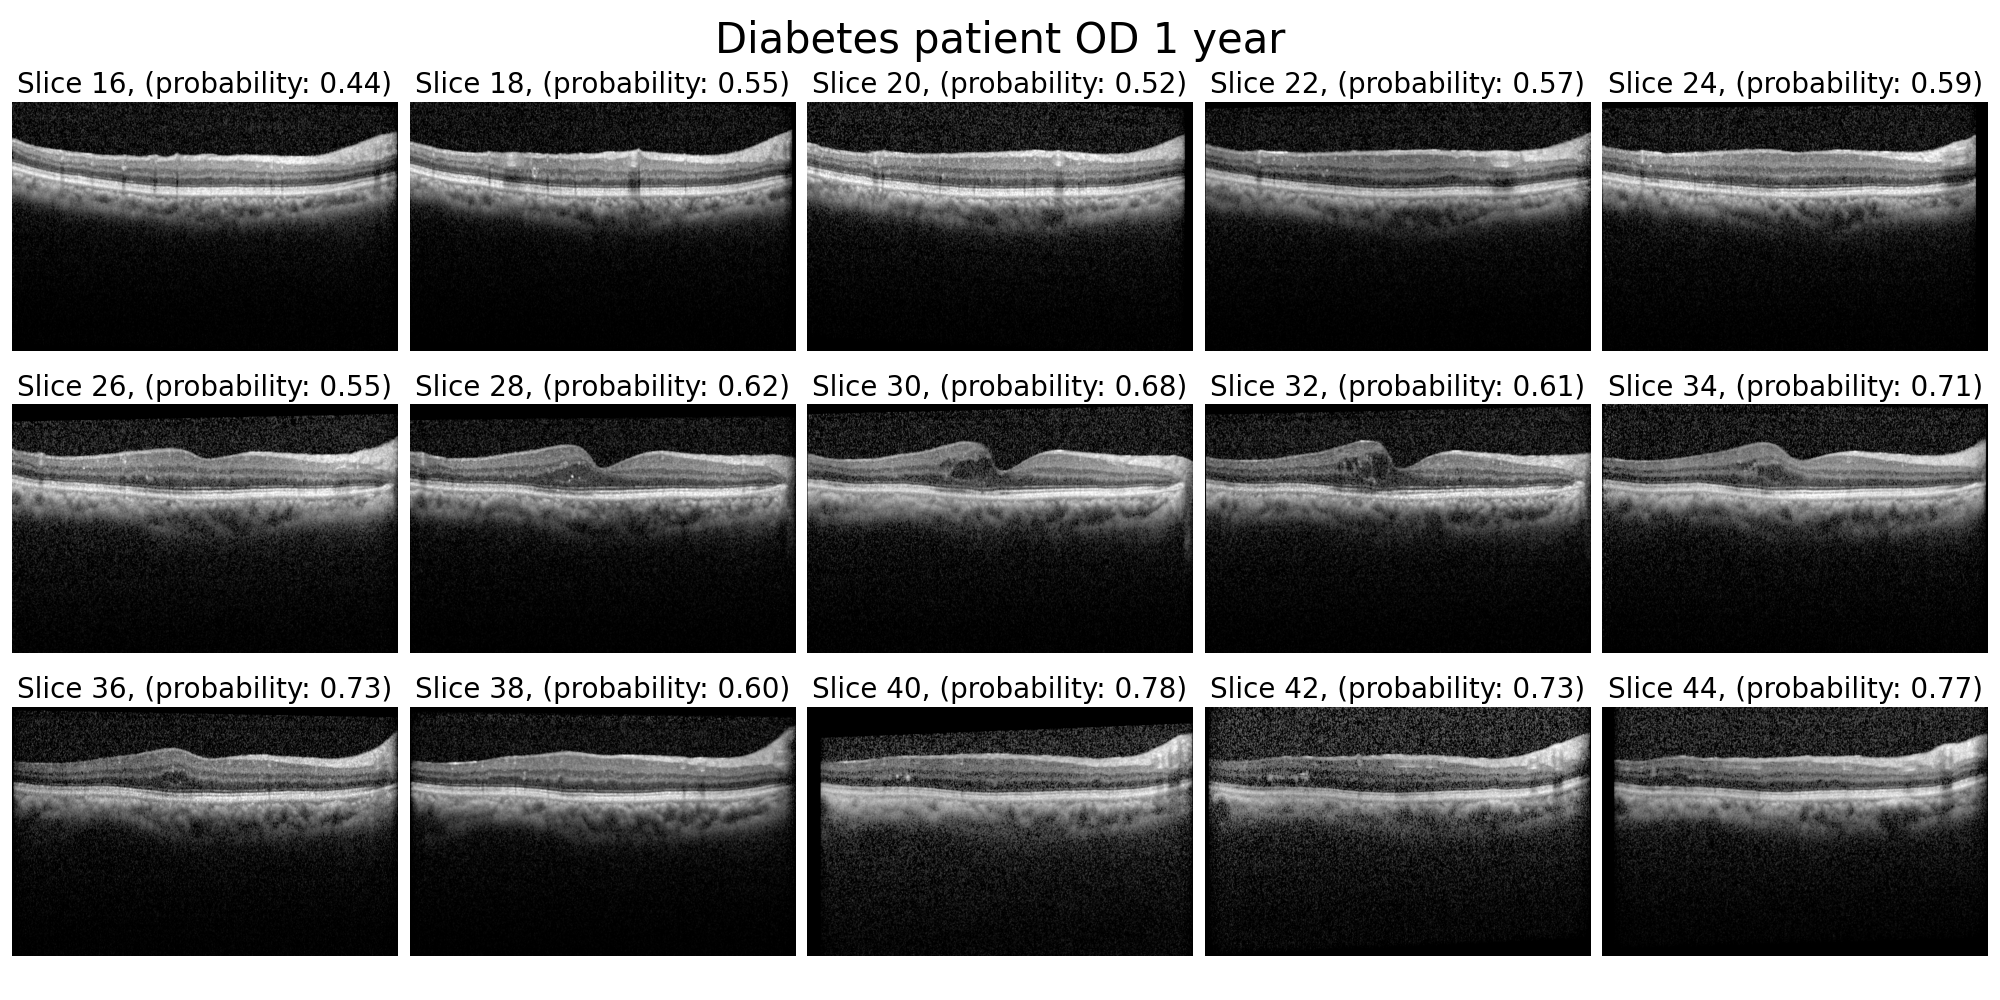 Diabetes patient OD 1 year
Slice 16, (probability: 0.44)
Slice 18, (probability: 0.55)
Slice 20, (probability: 0.52)
Slice 22, (probability: 0.57)
Slice 24, (probability: 0.59)
Slice 26, (probability: 0.55)
Slice 28, (probability: 0.62)
Slice 30, (probability: 0.68)
Slice 32, (probability: 0.61)
Slice 34, (probability: 0.71)
Slice 36, (probability: 0.73)
Slice 38, (probability: 0.60)
Slice 40, (probability: 0.78)
Slice 42, (probability: 0.73)
Slice 44, (probability: 0.77)